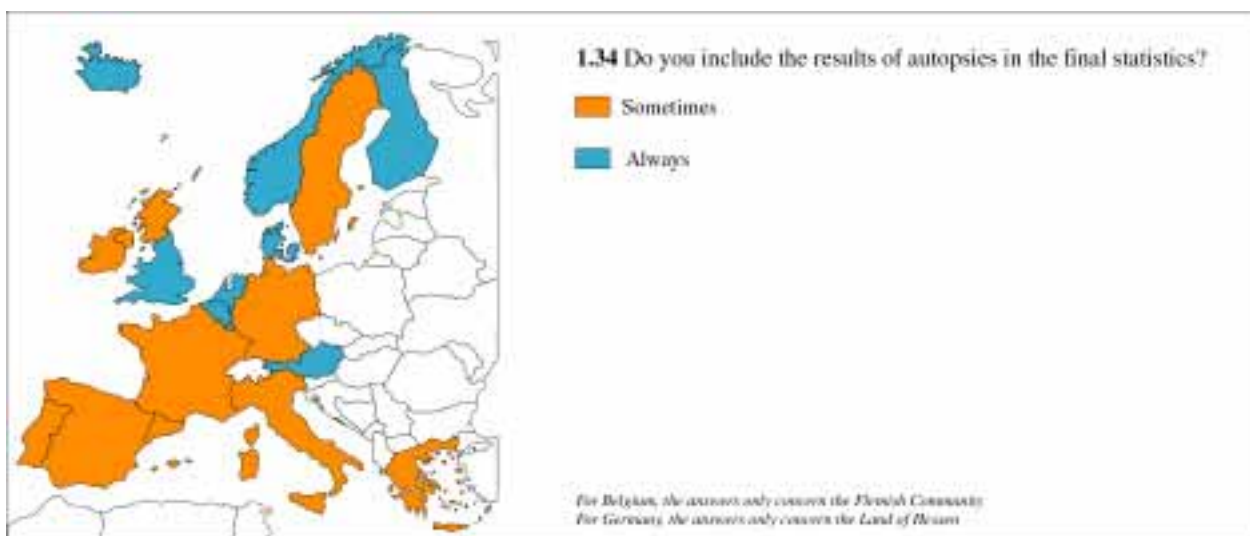 1.34 Do you include the results of autopsies in the final statistics?
Sometimes
Always
For Belgium, the answers only concern the Flemish Community
For Germany, the answers only concern the Land of Hessen